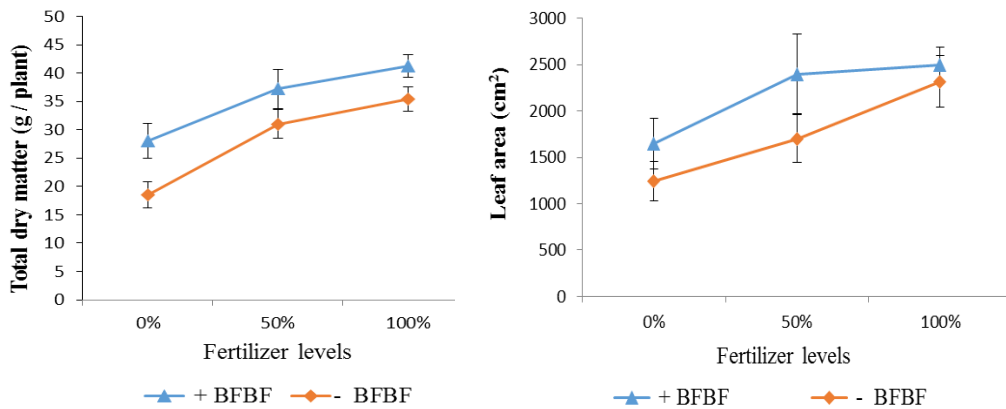 Total dry matter (g / plant)
50
45
40
35
30
25
20
15
10
5
0
0% 50% 100%
Fertilizer levels
+ BFBF - BFBF
Leaf area (cm²)
3000
2500
2000
1500
1000
500
0
0% 50% 100%
Fertilizer levels
+ BFBF - BFBF